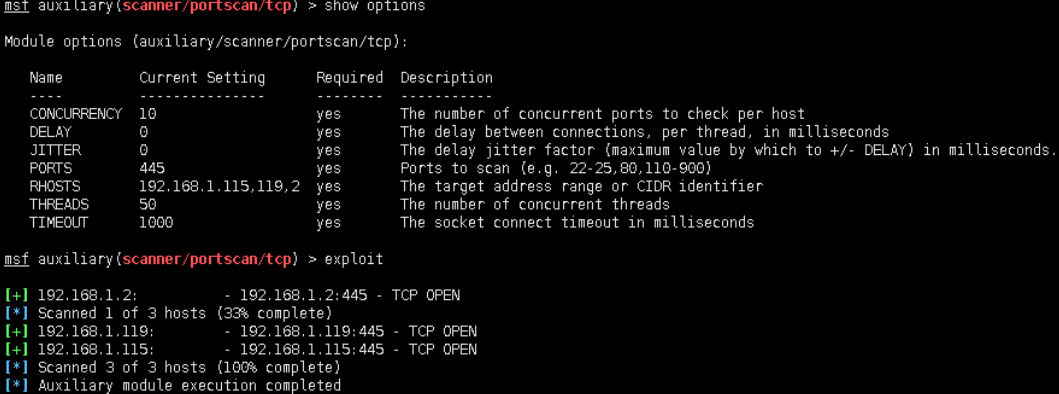 msf auxiliary(scanner/portscan/tcp) > show options
Module options (auxiliary/scanner/portscan/tcp):
Name Current Setting Required Description
---- --------------- -------- -----------
CONCURRENCY 10 yes The number of concurrent ports to check per host
DELAY 0 yes The delay between connections, per thread, in milliseconds
JITTER 0 yes The delay jitter factor (maximum value by which to +/- DELAY) in milliseconds.
PORTS 445 yes Ports to scan (e.g. 22-25,80,110-900)
RHOSTS 192.168.1.115,119,2 yes The target address range or CIDR identifier
THREADS 50 yes The number of concurrent threads
TIMEOUT 1000 yes The socket connect timeout in milliseconds
msf auxiliary(scanner/portscan/tcp) > exploit
[+] 192.168.1.2: - 192.168.1.2:445 - TCP OPEN
[*] Scanned 1 of 3 hosts (33% complete)
[+] 192.168.1.119: - 192.168.1.119:445 - TCP OPEN
[+] 192.168.1.115: - 192.168.1.115:445 - TCP OPEN
[*] Scanned 3 of 3 hosts (100% complete)
[*] Auxiliary module execution completed